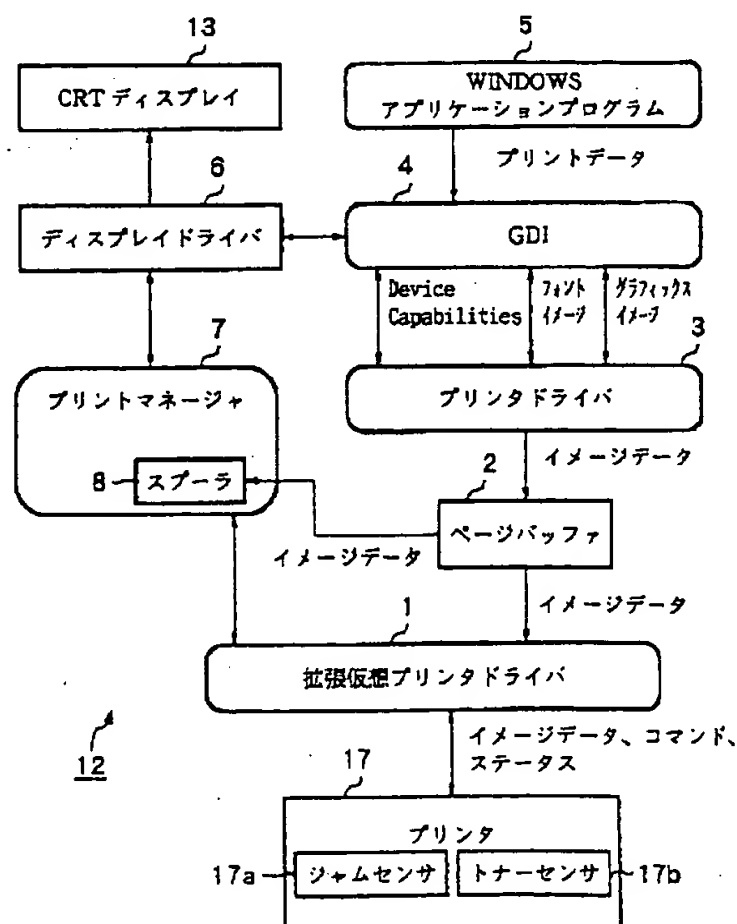 13
5
CRT ディスプレイ
WINDOWS
アプリケーションプログラム
プリントデータ
6
4
ディスプレイドライバ
GDI
Device
Capabilities
フォント
イメージ
グラフィックス
イメージ
7
3
プリントマネージャ
プリンタドライバ
イメージデータ
8
スプーラ
2
ページバッファ
イメージデータ
イメージデータ
1
拡張仮想プリンタドライバ
12
イメージデータ、コマンド、
ステータス
17
プリンタ
17a
ジャムセンサ
トナーセンサ
17b